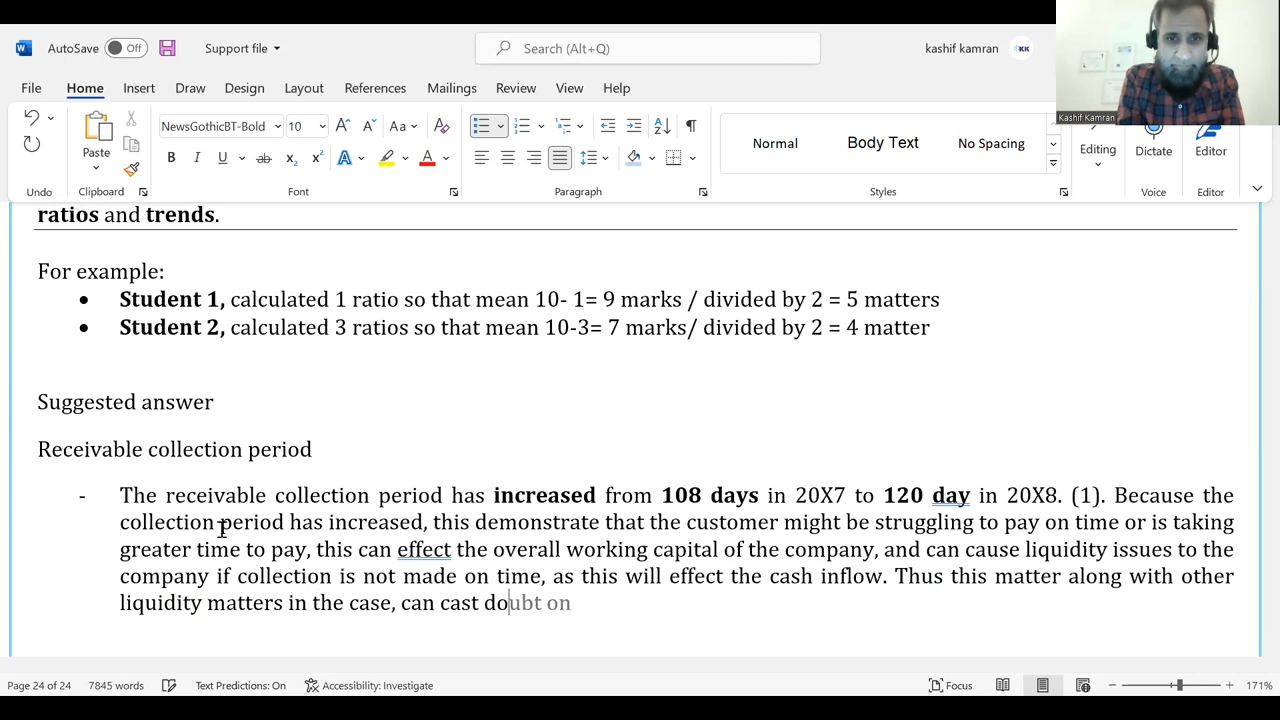 AutoSave Off Support file Search (Alt+Q) kashif kamran KK
File Home Insert Draw Design Layout References Mailings Review View Help
Kashif Kamran
NewsGothicBT-Bold 10 Aa A
Paste B I U ab x₂ x² A A Normal Body Text No Spacing Editing Dictate Editor
Undo Clipboard Font Paragraph Styles Voice Editor
ratios and trends.
For example:
• Student 1, calculated 1 ratio so that mean 10- 1= 9 marks / divided by 2 = 5 matters
• Student 2, calculated 3 ratios so that mean 10-3= 7 marks/ divided by 2 = 4 matter
Suggested answer
Receivable collection period
- The receivable collection period has increased from 108 days in 20X7 to 120 day in 20X8. (1). Because the
collection period has increased, this demonstrate that the customer might be struggling to pay on time or is taking
greater time to pay, this can effect the overall working capital of the company, and can cause liquidity issues to the
company if collection is not made on time, as this will effect the cash inflow. Thus this matter along with other
liquidity matters in the case, can cast doubt on
Page 24 of 24 7845 words Text Predictions: On Accessibility: Investigate Focus 171%